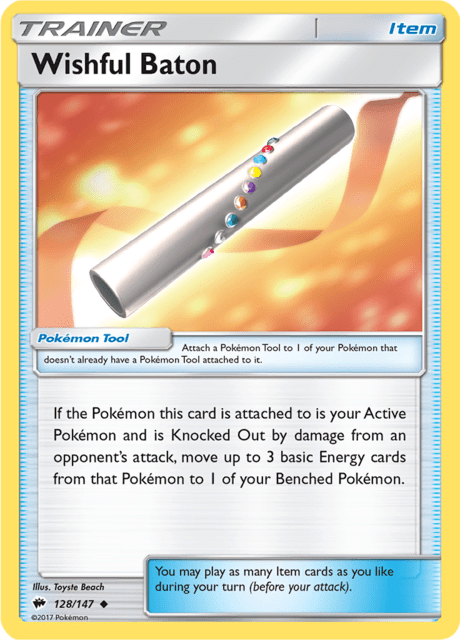 TRAINER Item
Wishful Baton
Pokémon Tool
Attach a Pokémon Tool to 1 of your Pokémon that
doesn't already have a Pokémon Tool attached to it.
If the Pokémon this card is attached to is your Active
Pokémon and is Knocked Out by damage from an
opponent's attack, move up to 3 basic Energy cards
from that Pokémon to 1 of your Benched Pokémon.
You may play as many Item cards as you like
during your turn (before your attack).
Illus. Toyste Beach
128/147
©2017 Pokémon